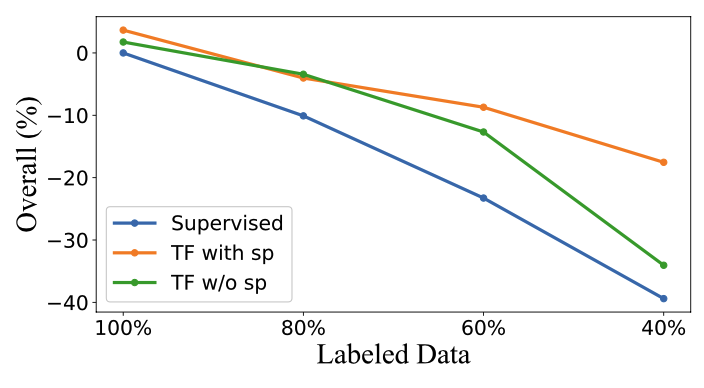 0
−10
−20
−30
−40
Overall (%)
Supervised
TF with sp
TF w/o sp
100%
80%
60%
40%
Labeled Data